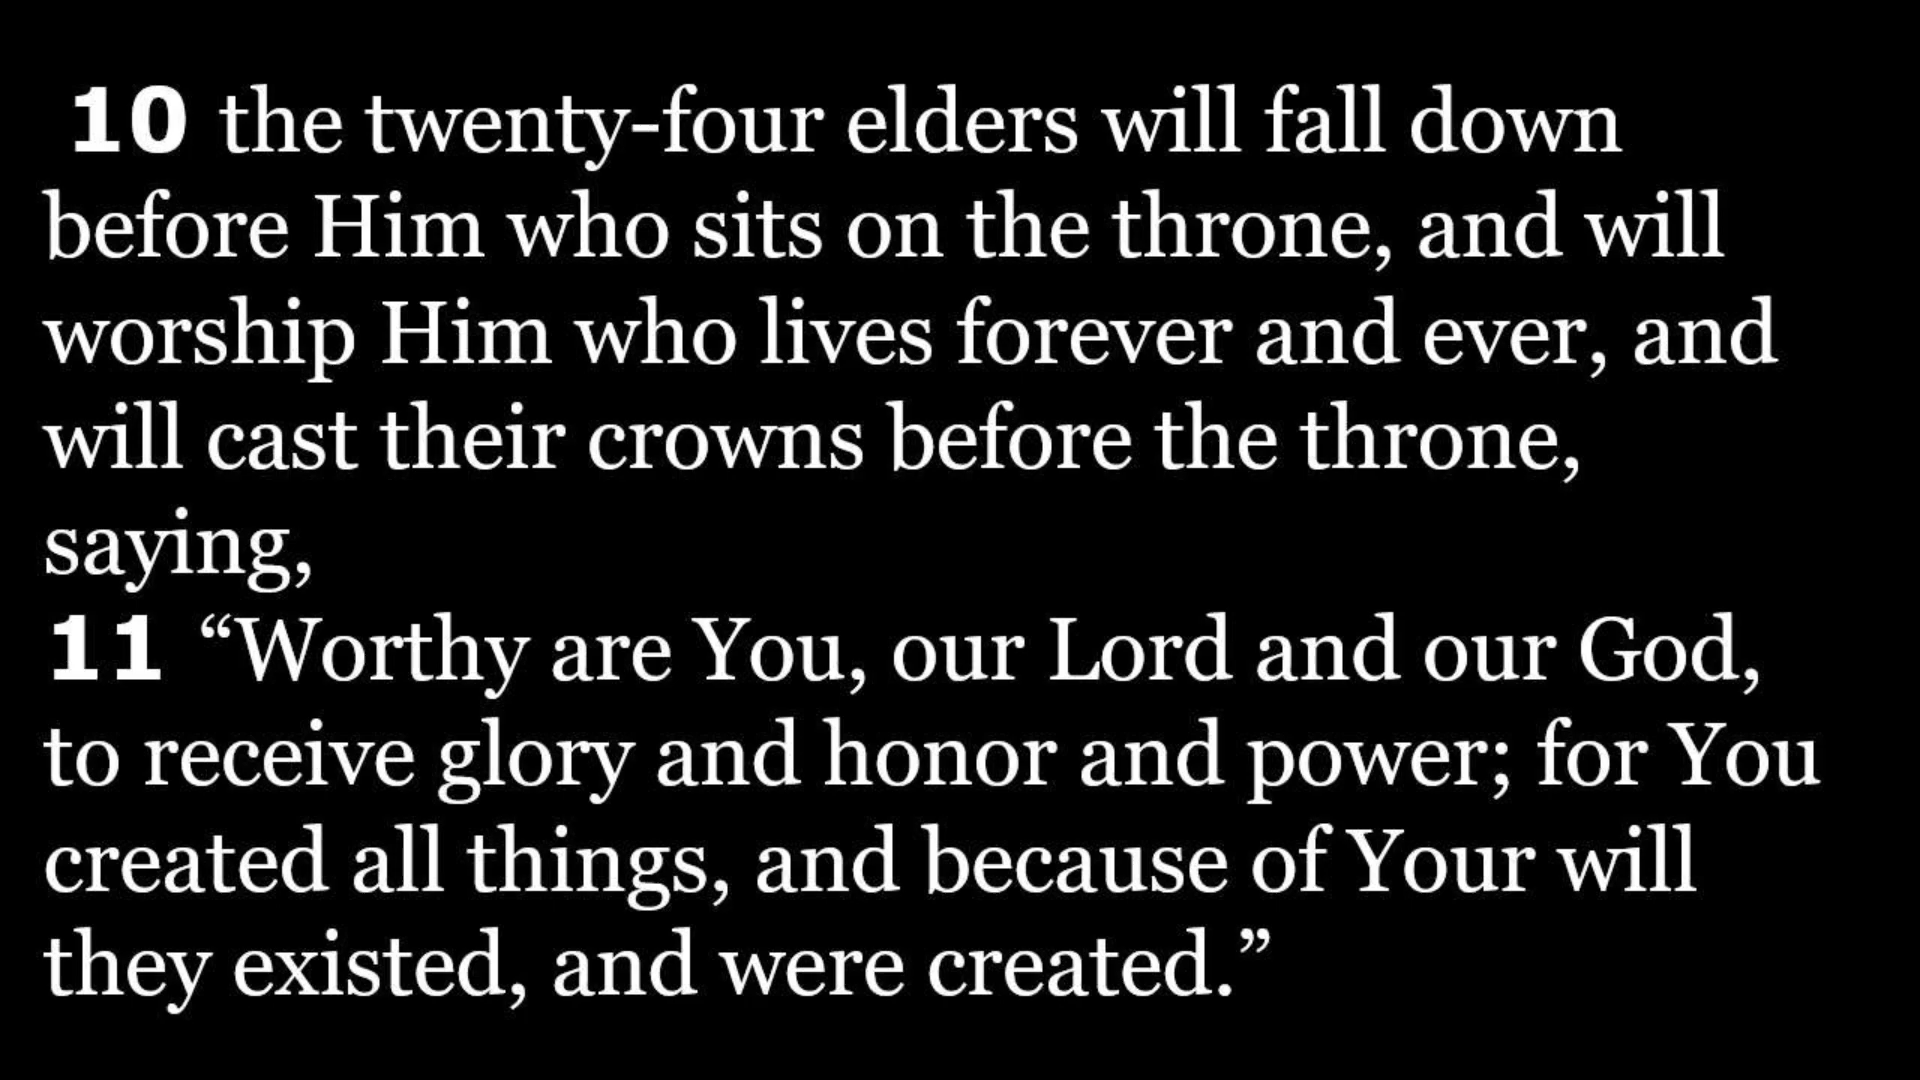 10 the twenty-four elders will fall down
before Him who sits on the throne, and will
worship Him who lives forever and ever, and
will cast their crowns before the throne,
saying,
11 “Worthy are You, our Lord and our God,
to receive glory and honor and power; for You
created all things, and because of Your will
they existed, and were created.”